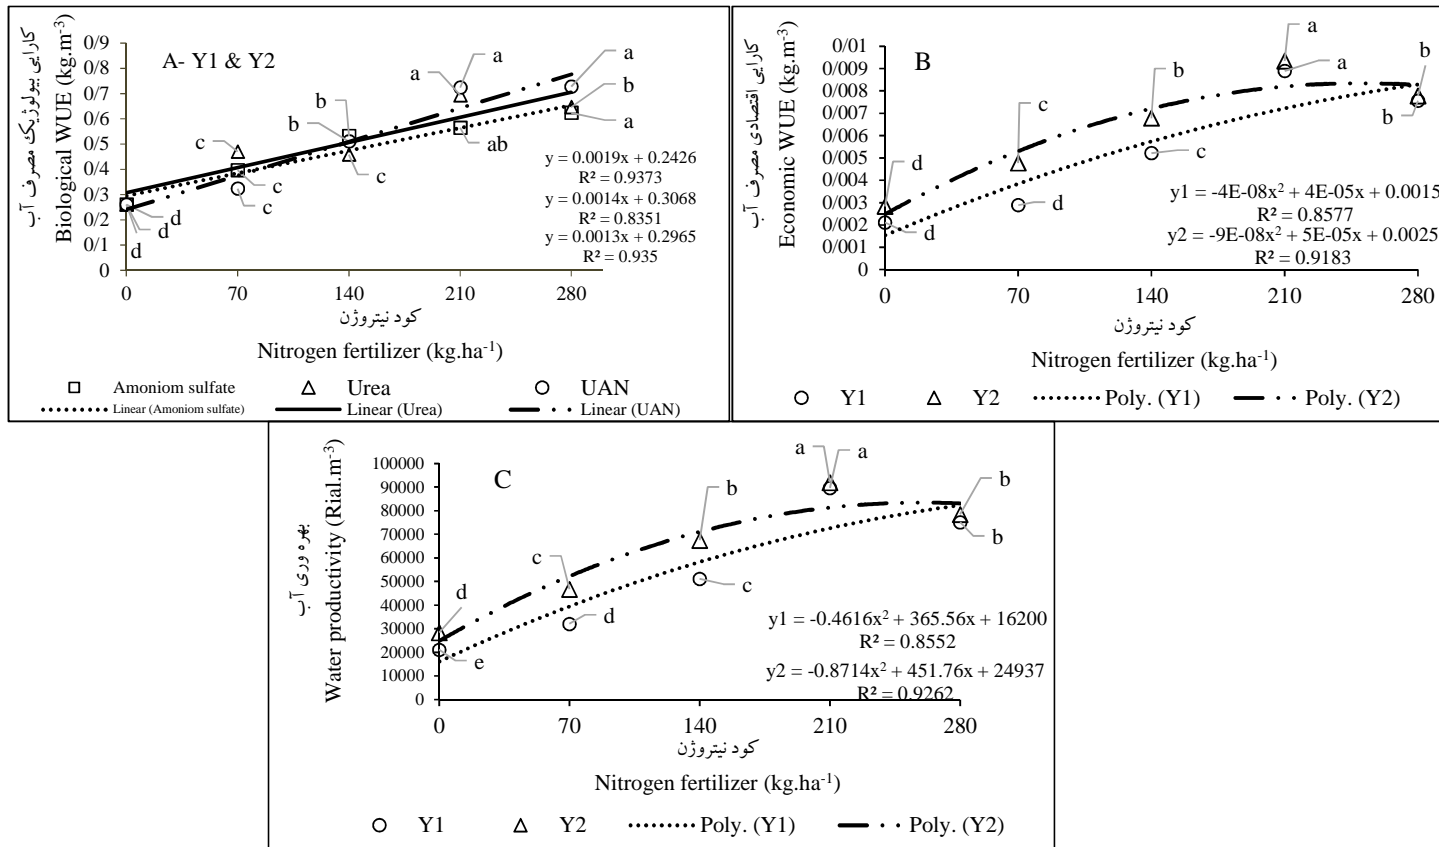 A- Y1 & Y2
کارایی بیولوژیک مصرف آب
Biological WUE (kg.m-3)
0/9
0/8
0/7
0/6
0/5
0/4
0/3
0/2
0/1
0
d
d
d
c
c
c
b
b
c
a
a
ab
a
b
a
y = 0.0019x + 0.2426
R² = 0.9373
y = 0.0014x + 0.3068
R² = 0.8351
y = 0.0013x + 0.2965
R² = 0.935
0 70 140 210 280
کود نیتروژن
Nitrogen fertilizer (kg.ha-1)
Amoniom sulfate Urea UAN
Linear (Amoniom sulfate) Linear (Urea) Linear (UAN)
B
کارایی اقتصادی مصرف آب
Economic WUE (kg.m-3)
0/01
0/009
0/008
0/006
0/005
0/004
0/003
0/002
0/001
0
d
d
c
d
b
c
a
a
b
b
y1 = -4E-08x² + 4E-05x + 0.0015
R² = 0.8577
y2 = -9E-08x² + 5E-05x + 0.0025
R² = 0.9183
0 70 140 210 280
کود نیتروژن
Nitrogen fertilizer (kg.ha-1)
Y1 Y2 Poly. (Y1) Poly. (Y2)
C
بهره وری آب
Water productivity (Rial.m-3)
100000
90000
80000
70000
60000
50000
40000
30000
20000
10000
0
d
e
c
d
b
c
a
a
b
b
y1 = -0.4616x² + 365.56x + 16200
R² = 0.8552
y2 = -0.8714x² + 451.76x + 24937
R² = 0.9262
0 70 140 210 280
کود نیتروژن
Nitrogen fertilizer (kg.ha-1)
Y1 Y2 Poly. (Y1) Poly. (Y2)